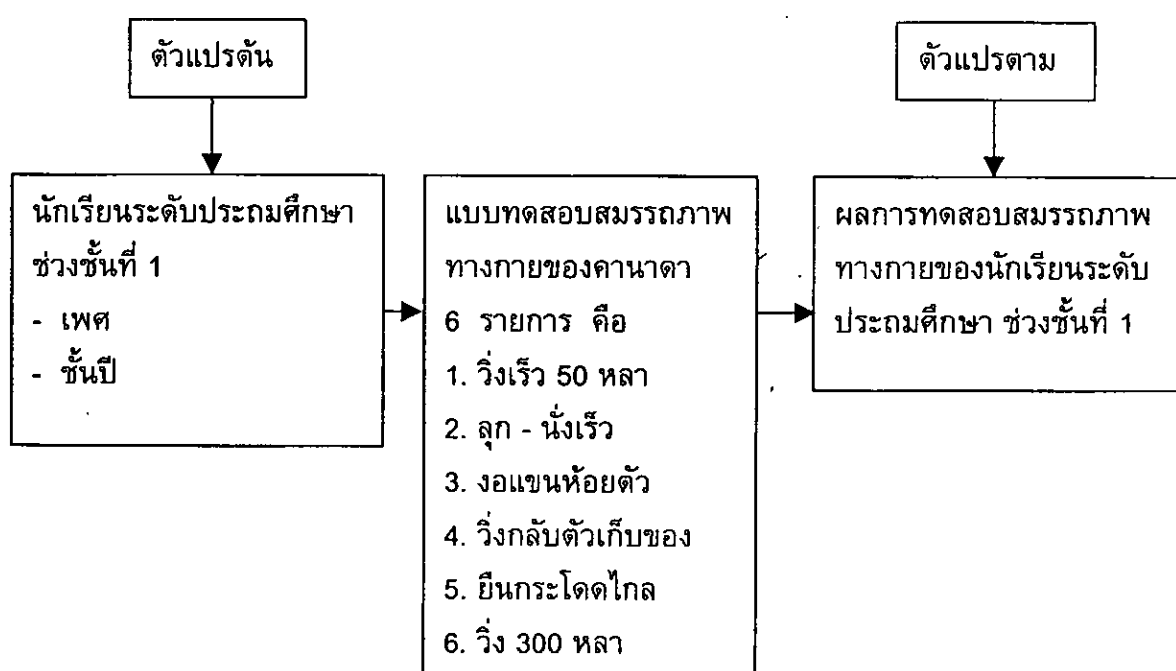 ตัวแปรต้น
ตัวแปรตาม
นักเรียนระดับประถมศึกษา
ช่วงชั้นที่ 1
- เพศ
- ชั้นปี
แบบทดสอบสมรรถภาพ
ทางกายของคานาดา
6 รายการ คือ
1. วิ่งเร็ว 50 หลา
2. ลุก - นั่งเร็ว
3. งอแขนห้อยตัว
4. วิ่งกลับตัวเก็บของ
5. ยืนกระโดดไกล
6. วิ่ง 300 หลา
ผลการทดสอบสมรรถภาพ
ทางกายของนักเรียนระดับ
ประถมศึกษา ช่วงชั้นที่ 1